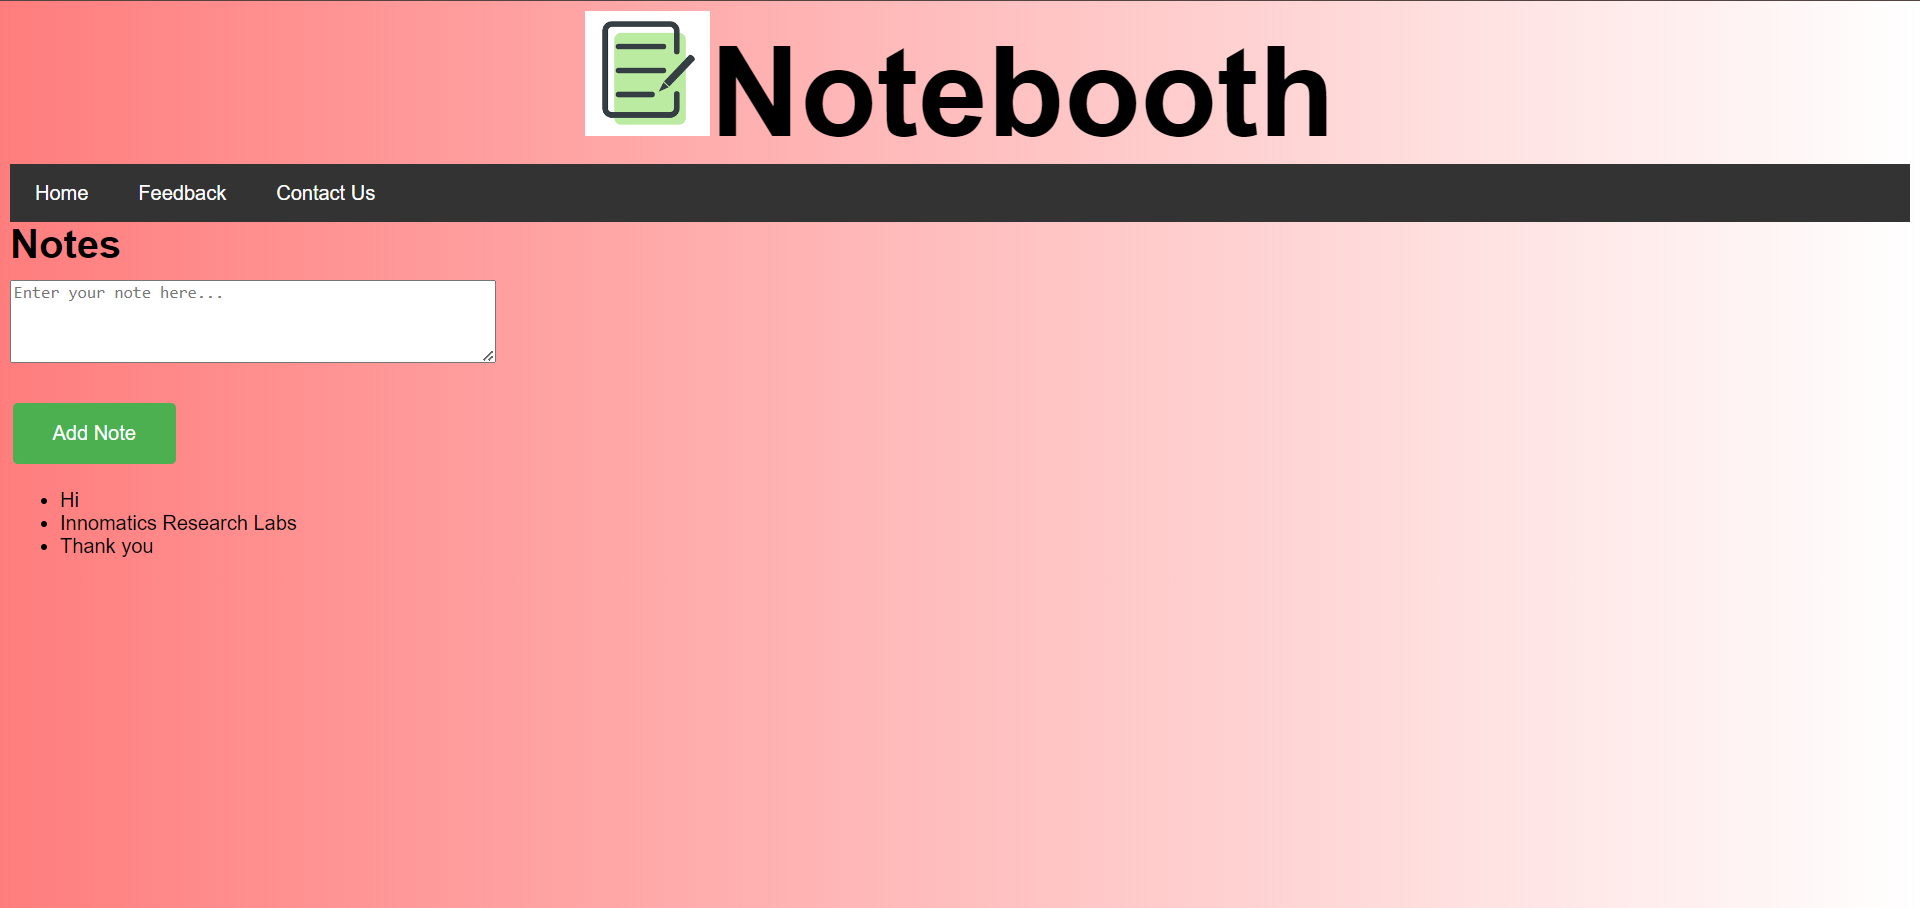 Notebooth
Home Feedback Contact Us
Notes
Enter your note here...
Add Note
Hi
Innomatics Research Labs
Thank you